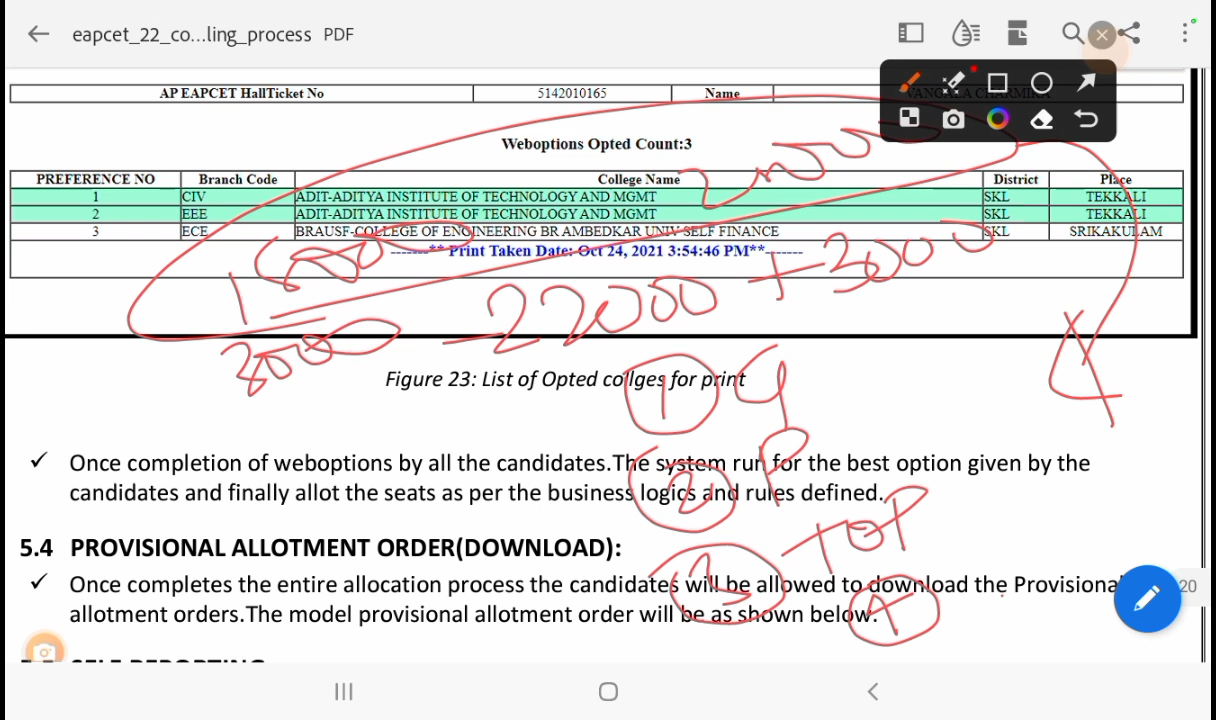 eapcet_22_co...ling_process PDF
AP EAPCET HallTicket No 5142010165 Name VANGALA CHARMIKA
Weboptions Opted Count:3
PREFERENCE NO Branch Code College Name District Place
1 CIV ADIT-ADITYA INSTITUTE OF TECHNOLOGY AND MGMT SKL TEKKALI
2 EEE ADIT-ADITYA INSTITUTE OF TECHNOLOGY AND MGMT SKL TEKKALI
3 ECE BRAUSF-COLLEGE OF ENGINEERING BR AMBEDKAR UNIV SELF FINANCE SKL SRIKAKULAM
-------** Print Taken Date: Oct 24, 2021 3:54:46 PM**-------
22000 + 3000
Figure 23: List of Opted collges for print
1 G
✓ Once completion of weboptions by all the candidates.The system run for the best option given by the
candidates and finally allot the seats as per the business logics and rules defined.
2 P
5.4 PROVISIONAL ALLOTMENT ORDER(DOWNLOAD):
3 TOP
✓ Once completes the entire allocation process the candidates will be allowed to download the Provisional
allotment orders.The model provisional allotment order will be as shown below.
4
20